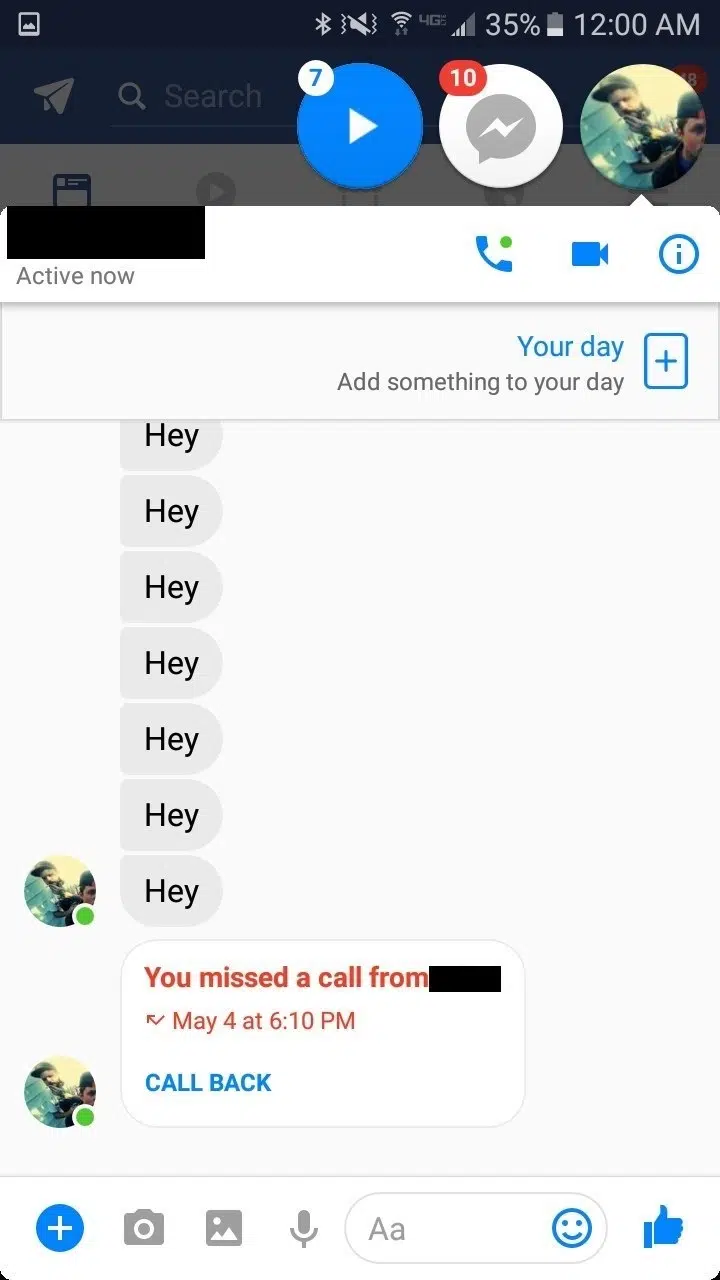 4G 35% 12:00 AM
Search 7 10
Active now
Your day
Add something to your day
Hey
Hey
Hey
Hey
Hey
Hey
Hey
You missed a call from
May 4 at 6:10 PM
CALL BACK
Aa